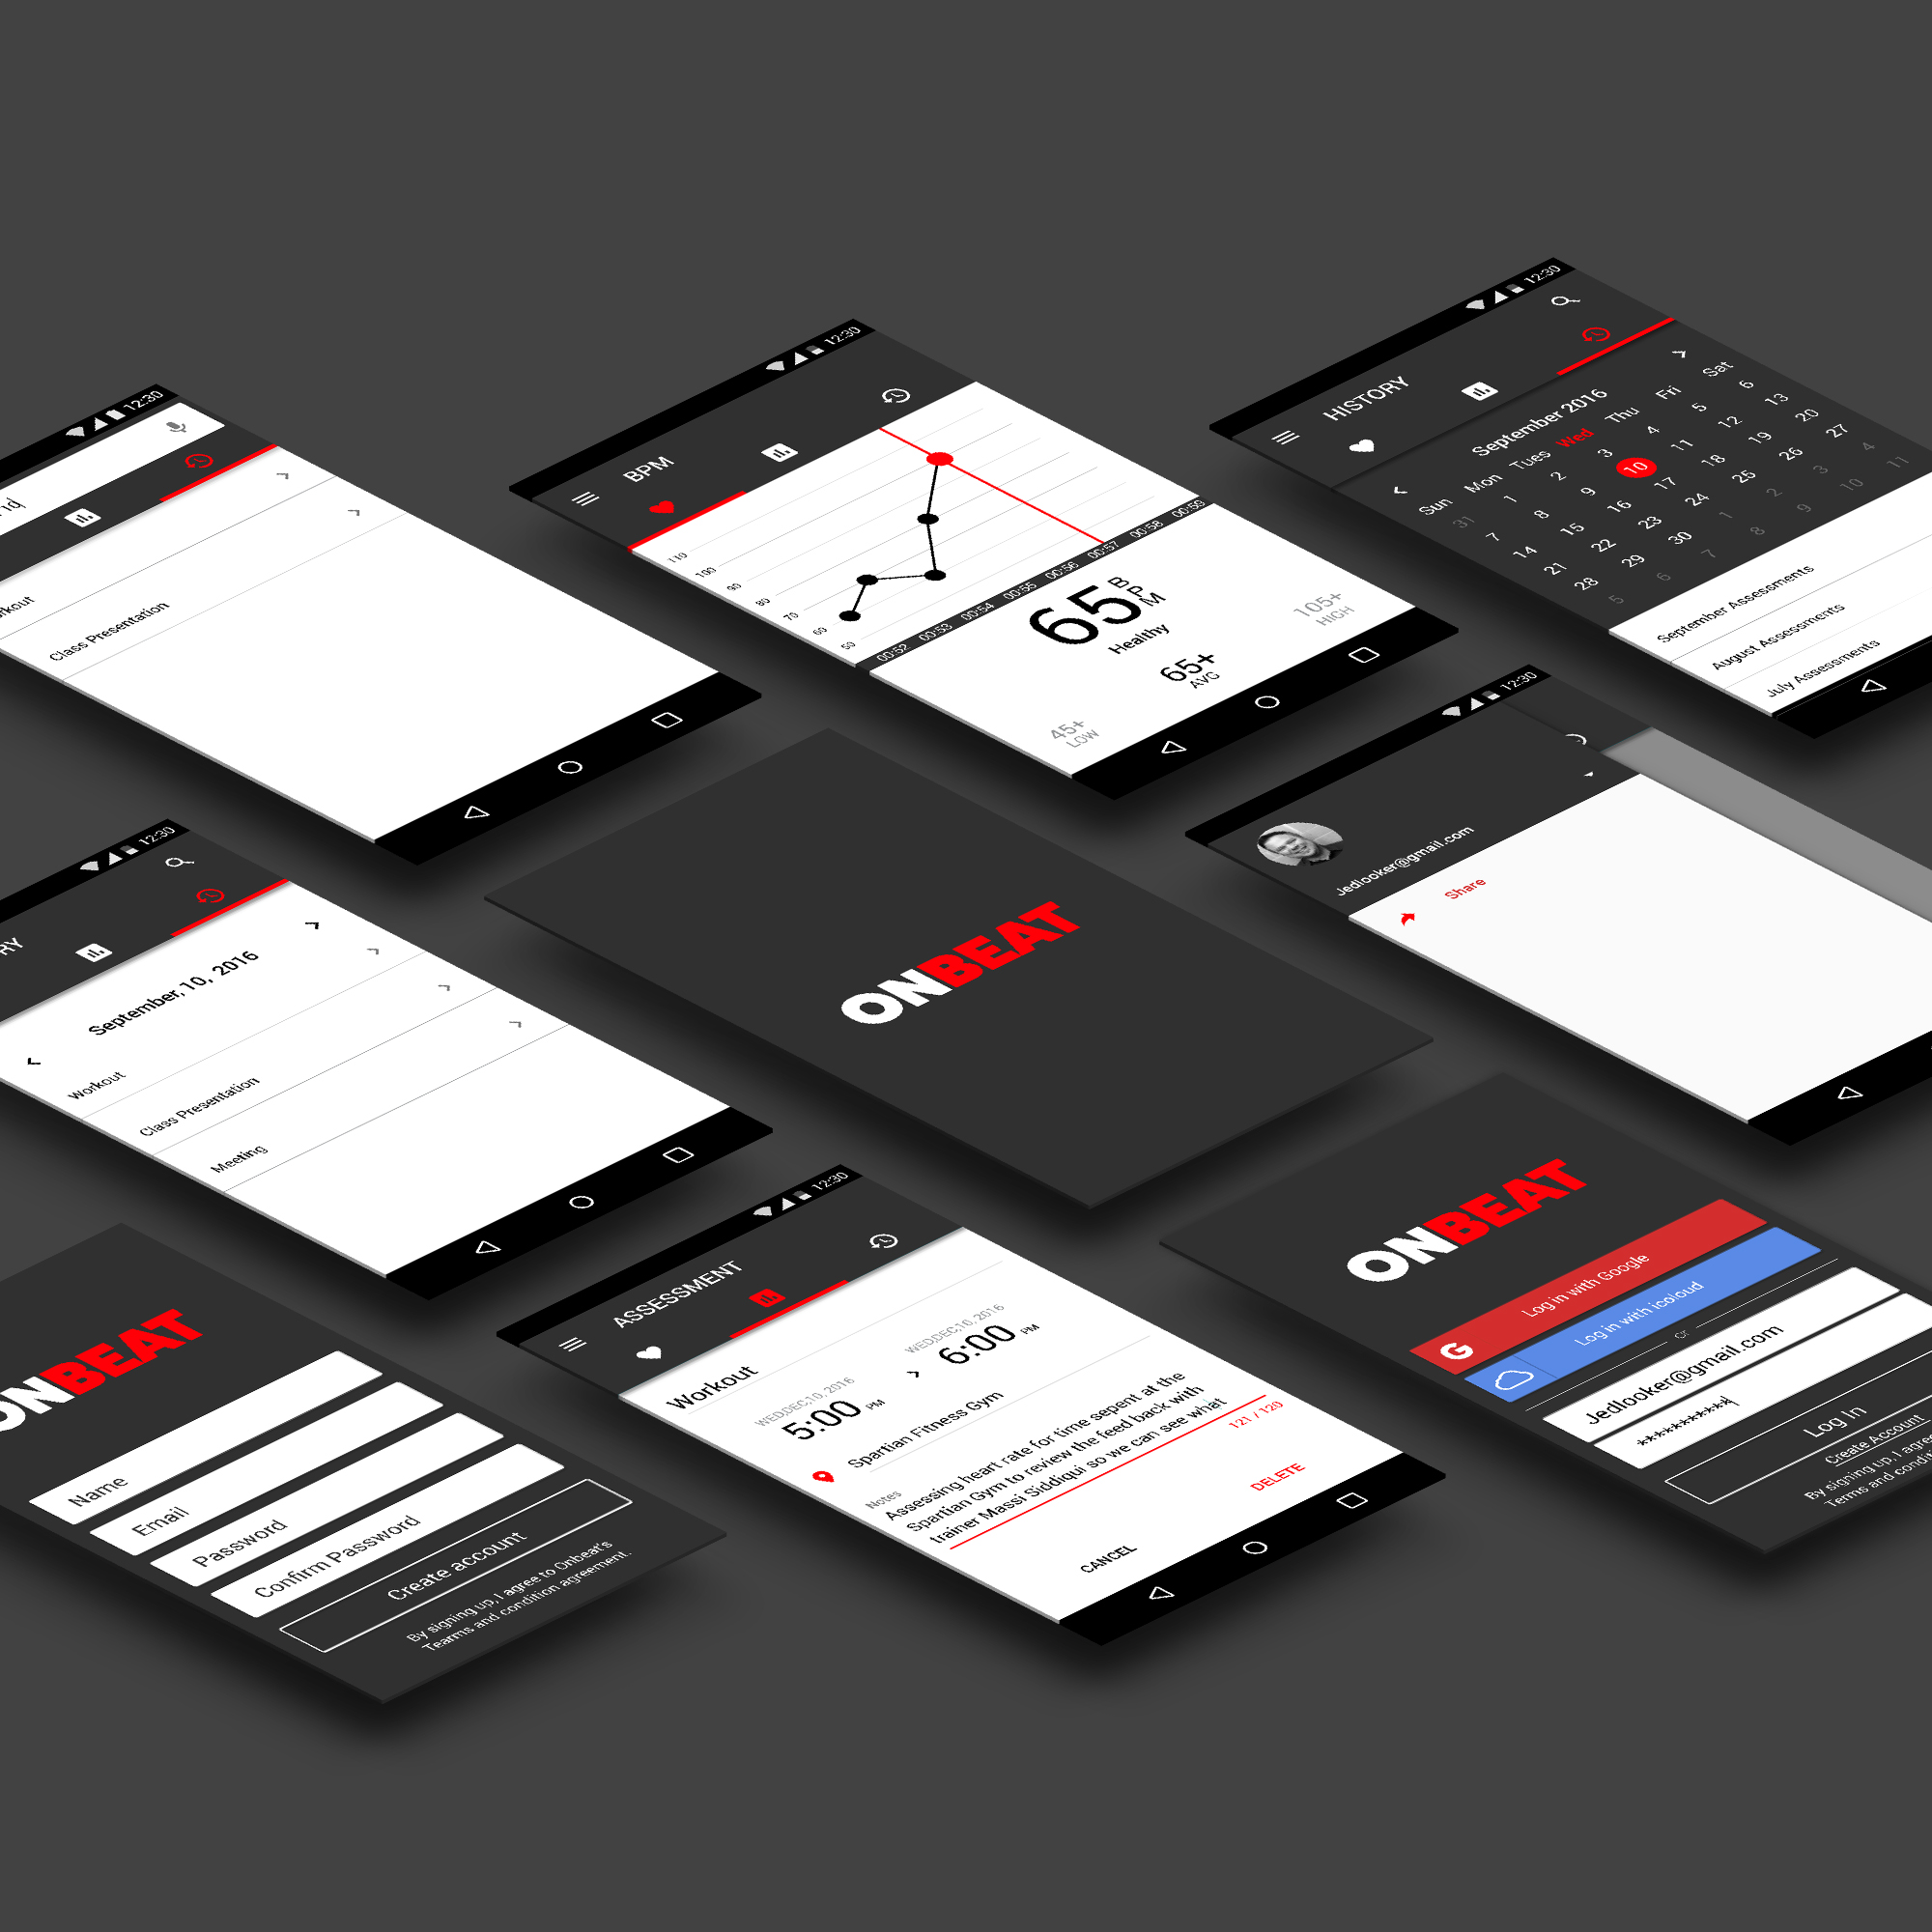 12:30
Class Presentation
12:30
BPM
110
100
90
80
70
60
50
00:52 00:53 00:54 00:55 00:56 00:57 00:58 00:59
65 BPM
Healthy
45+
LOW
65+
AVG
105+
HIGH
12:30
HISTORY
September 2016
Sun Mon Tues Wed Thu Fri Sat
31 1 2 3 4 5 6
7 8 9 10 11 12 13
14 15 16 17 18 19 20
21 22 23 24 25 26 27
28 29 30 1 2 3 4
5 6 7 8 9 10 11
September Assesments
August Assesments
July Assesments
12:30
RY
September, 10, 2016
Workout
Class Presentation
Meeting
ONBEAT
12:30
Jedlooker@gmail.com
Share
ONBEAT
Name
Email
Password
Confirm Password
Create account
By signing up, I agree to Onbeat's
Tearms and condition agreement.
12:30
ASSESSMENT
Workout
WED,DEC,10, 2016
5:00 PM
WED,DEC,10, 2016
6:00 PM
Spartian Fitness Gym
Notes
Assessing heart rate for time sepent at the
Spartian Gym to review the feed back with
trainer Massi Siddiqui so we can see what
121 / 120
CANCEL
DELETE
ONBEAT
G Log in with Google
Log in with icoloud
or
Jedlooker@gmail.com
**********
Log In
Create Account
By signing up, I agre
Terms and conditi